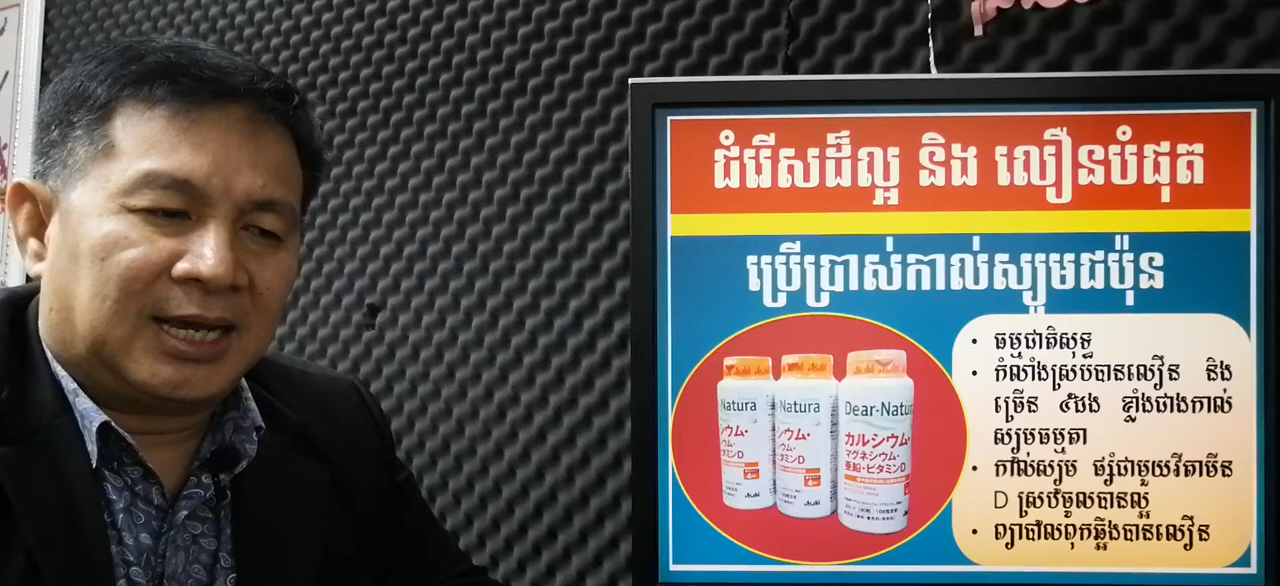 ជំរើសដ៏ល្អ និង លឿនបំផុត
ប្រើប្រាស់កាល់ស្យូមជប៉ុន
• ធម្មជាតិសុទ្ធ
• កំលាំងស្រូបបានលឿន និង
ច្រើន ៤ដង ខ្លាំងជាងកាល់
ស្យូមធម្មតា
• កាល់ស្យូម ផ្សំជាមួយវីតាមីន
D ស្រូបចូលបានល្អ
• ព្យាបាលពុកឆ្អឹងបានលឿន
Natura
-Natura
Dear-Natura
カルシウム・
マグネシウム・
亜鉛・ビタミンD
Asahi